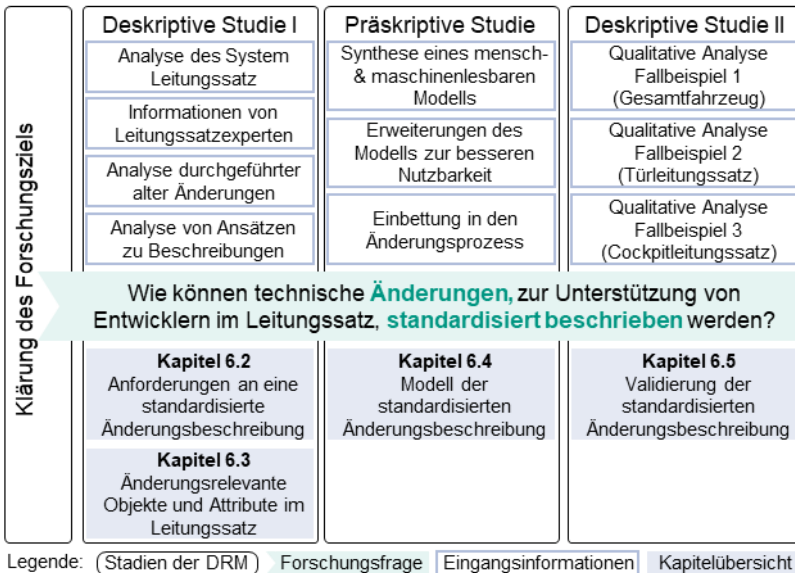 Klärung des Forschungsziels
Deskriptive Studie I
Analyse des System
Leitungssatz
Informationen von
Leitungssatzexperten
Analyse durchgeführter
alter Änderungen
Analyse von Ansätzen
zu Beschreibungen
Präskriptive Studie
Synthese eines mensch-
& maschinenlesbaren
Modells
Erweiterungen des
Modells zur besseren
Nutzbarkeit
Einbettung in den
Änderungsprozess
Deskriptive Studie II
Qualitative Analyse
Fallbeispiel 1
(Gesamtfahrzeug)
Qualitative Analyse
Fallbeispiel 2
(Türleitungssatz)
Qualitative Analyse
Fallbeispiel 3
(Cockpitleitungssatz)
Wie können technische Änderungen, zur Unterstützung von
Entwicklern im Leitungssatz, standardisiert beschrieben werden?
Kapitel 6.2
Anforderungen an eine
standardisierte
Änderungsbeschreibung
Kapitel 6.3
Änderungsrelevante
Objekte und Attribute im
Leitungssatz
Kapitel 6.4
Modell der
standardisierten
Änderungsbeschreibung
Kapitel 6.5
Validierung der
standardisierten
Änderungsbeschreibung
Legende: Stadien der DRM Forschungsfrage Eingangsinformationen Kapitelübersicht